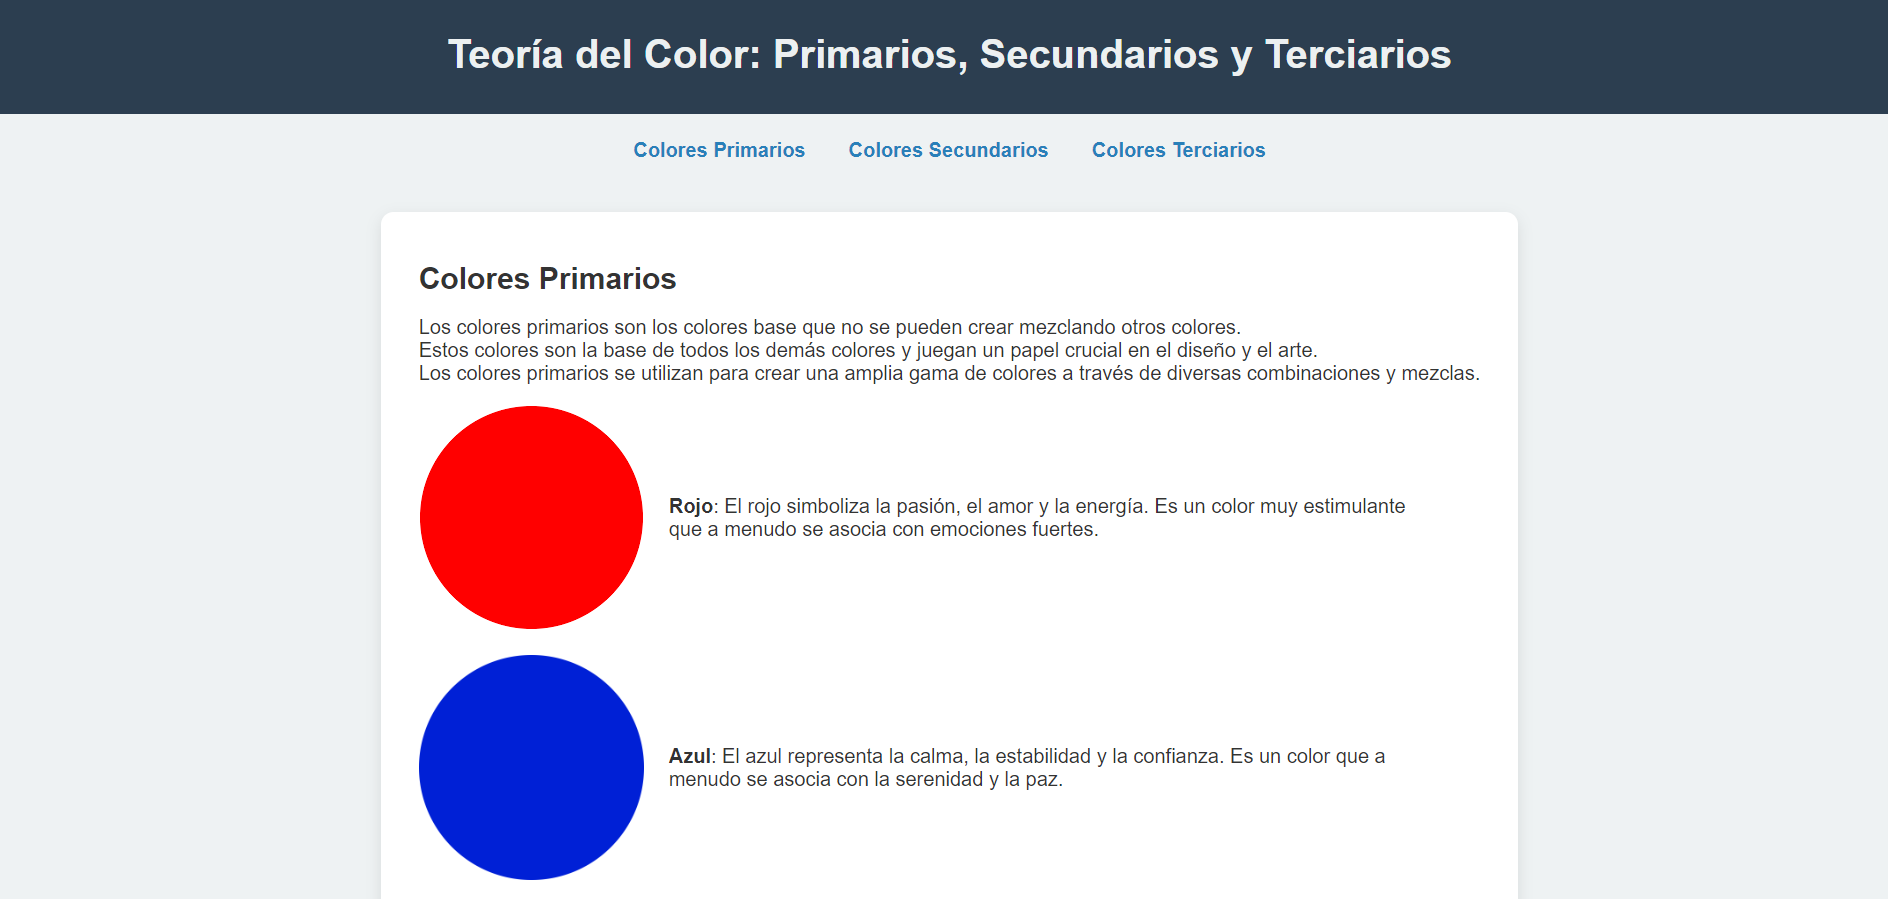 Teoría del Color: Primarios, Secundarios y Terciarios
Colores Primarios Colores Secundarios Colores Terciarios
Colores Primarios
Los colores primarios son los colores base que no se pueden crear mezclando otros colores.
Estos colores son la base de todos los demás colores y juegan un papel crucial en el diseño y el arte.
Los colores primarios se utilizan para crear una amplia gama de colores a través de diversas combinaciones y mezclas.
Rojo: El rojo simboliza la pasión, el amor y la energía. Es un color muy estimulante
que a menudo se asocia con emociones fuertes.
Azul: El azul representa la calma, la estabilidad y la confianza. Es un color que a
menudo se asocia con la serenidad y la paz.